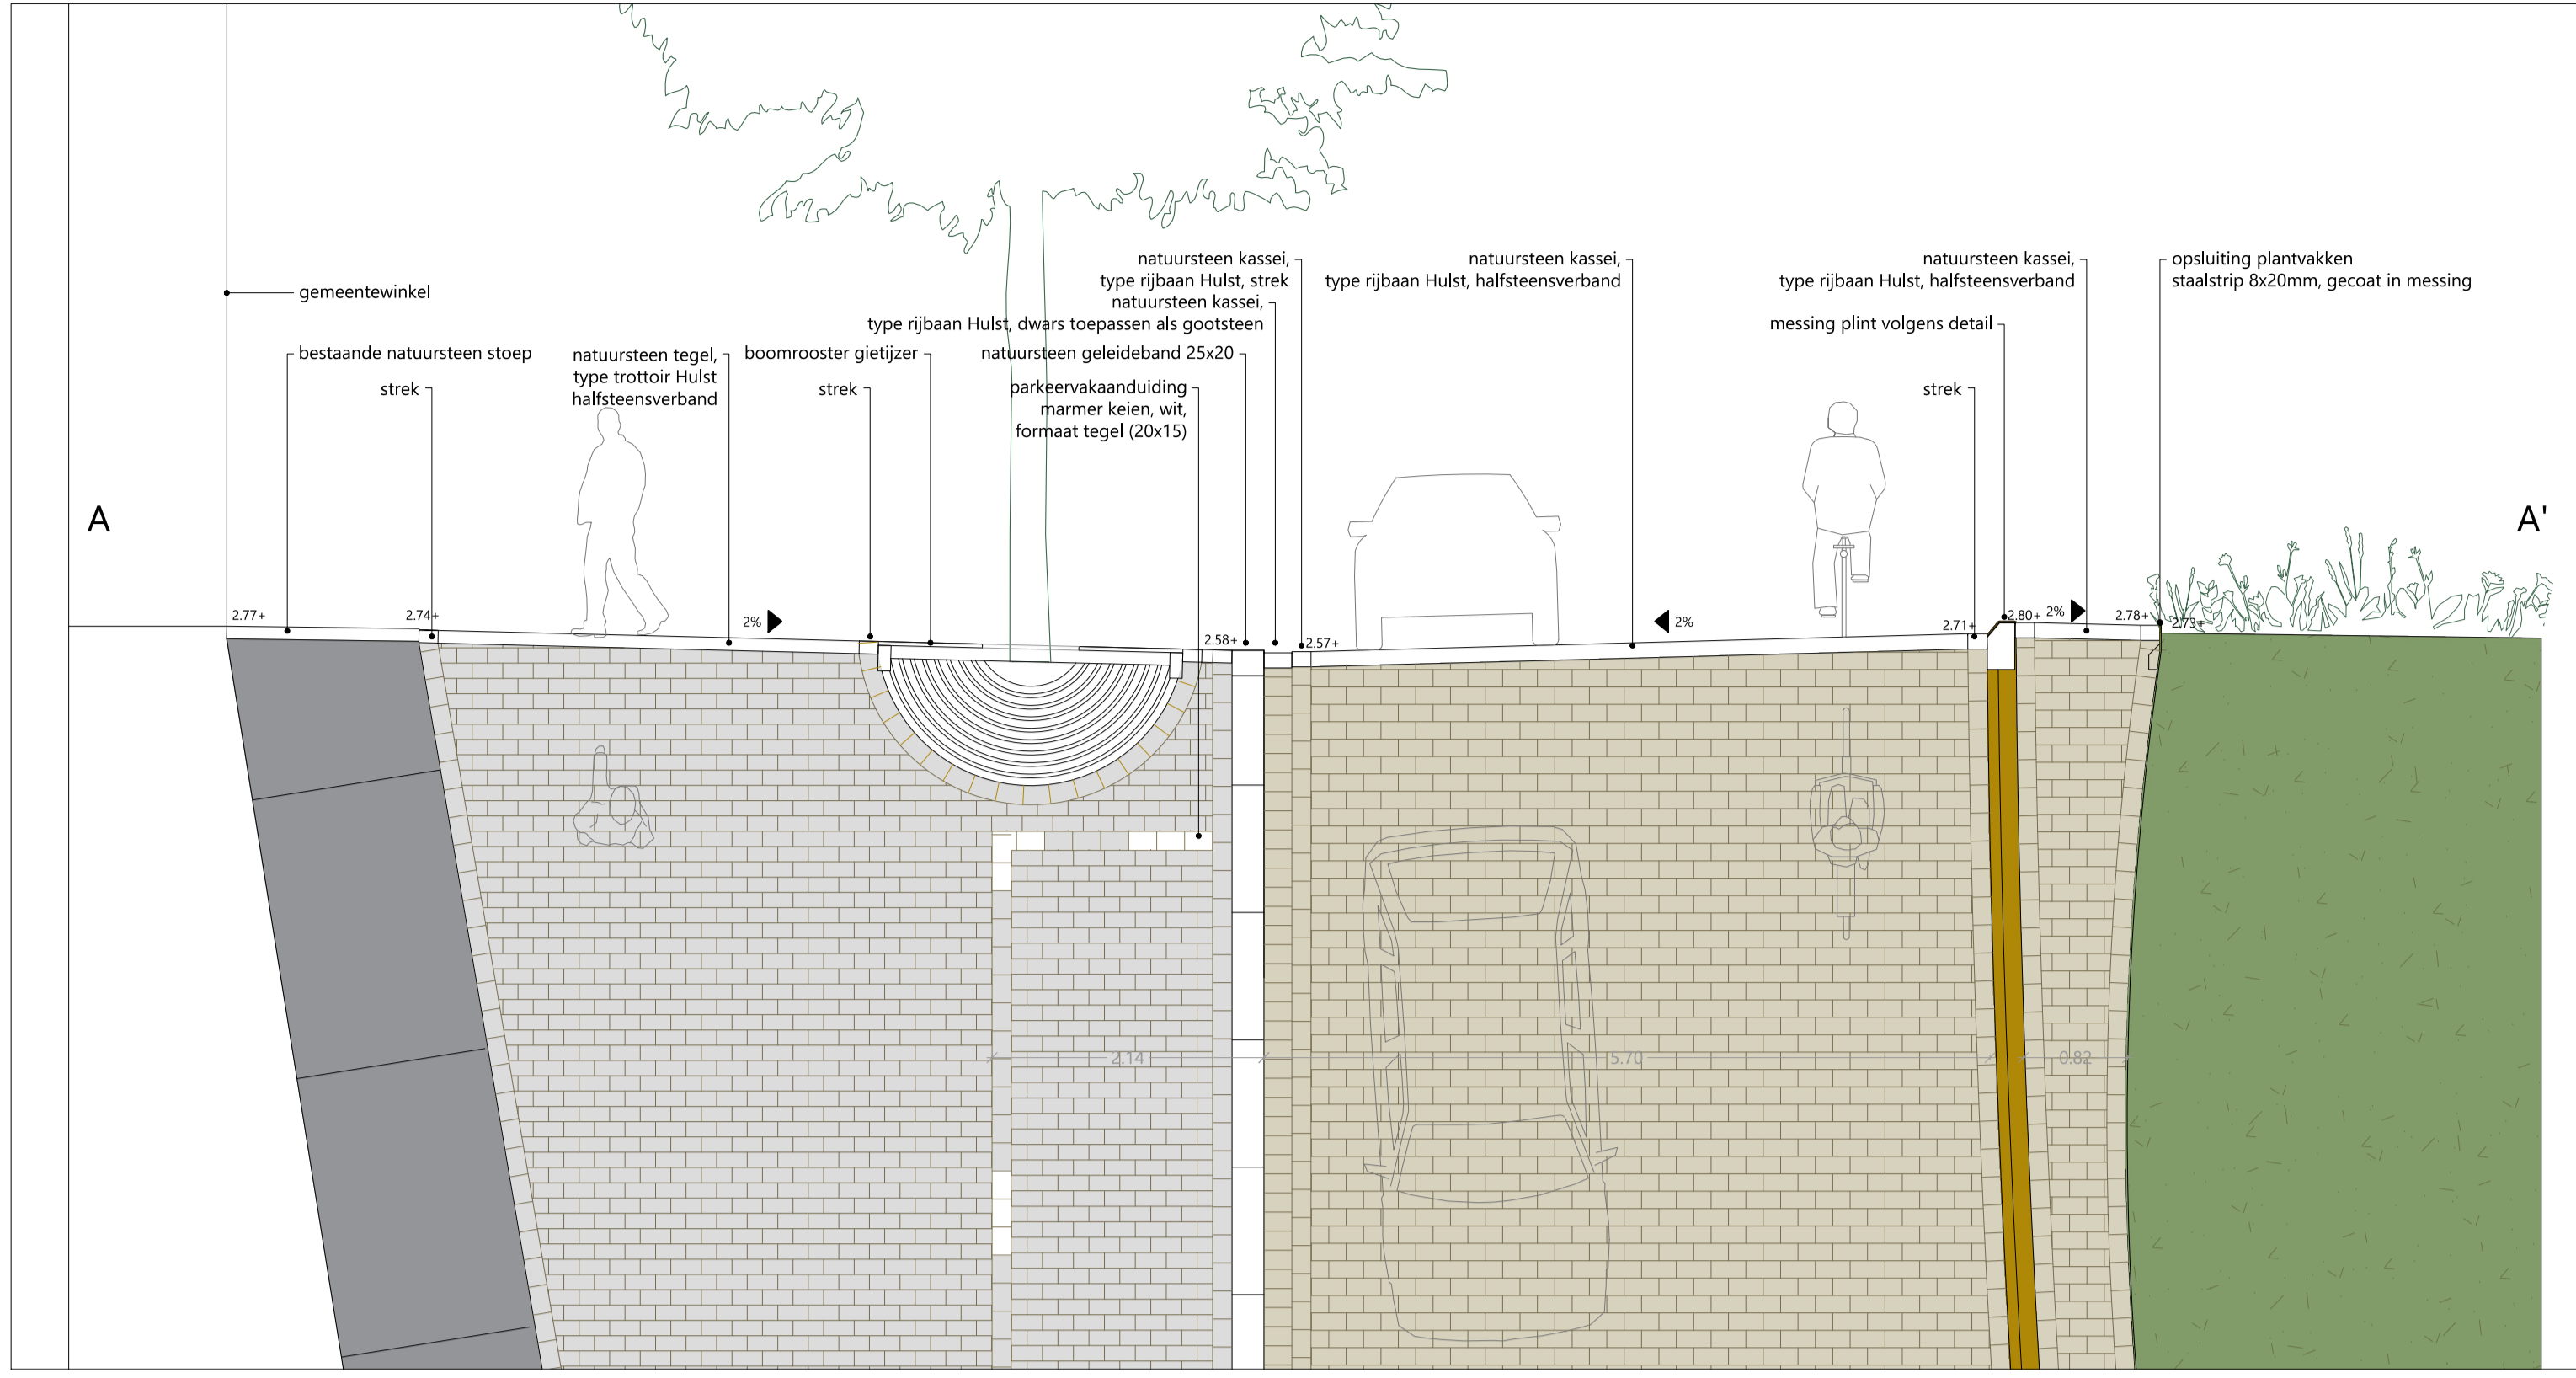 natuursteen kassei,
type rijbaan Hulst, strek
natuursteen kassei,
type rijbaan Hulst, dwars toepassen als gootsteen
natuursteen kassei,
type rijbaan Hulst, halfsteensverband
natuursteen kassei,
type rijbaan Hulst, halfsteensverband
opsluiting plantvakken
staalstrip 8x20mm, gecoat in messing
gemeentewinkel
messing plint volgens detail
bestaande natuursteen stoep
natuursteen tegel,
type trottoir Hulst
halfsteensverband
boomrooster gietijzer
natuursteen geleideband 25x20
strek
strek
parkeervakaanduiding
marmer keien, wit,
formaat tegel (20x15)
strek
A
A'
2.77+
2.74+
2%
2.58+
2.57+
2%
2.71+
2.80+
2%
2.78+
2.73+
2.14
5.70
0.82